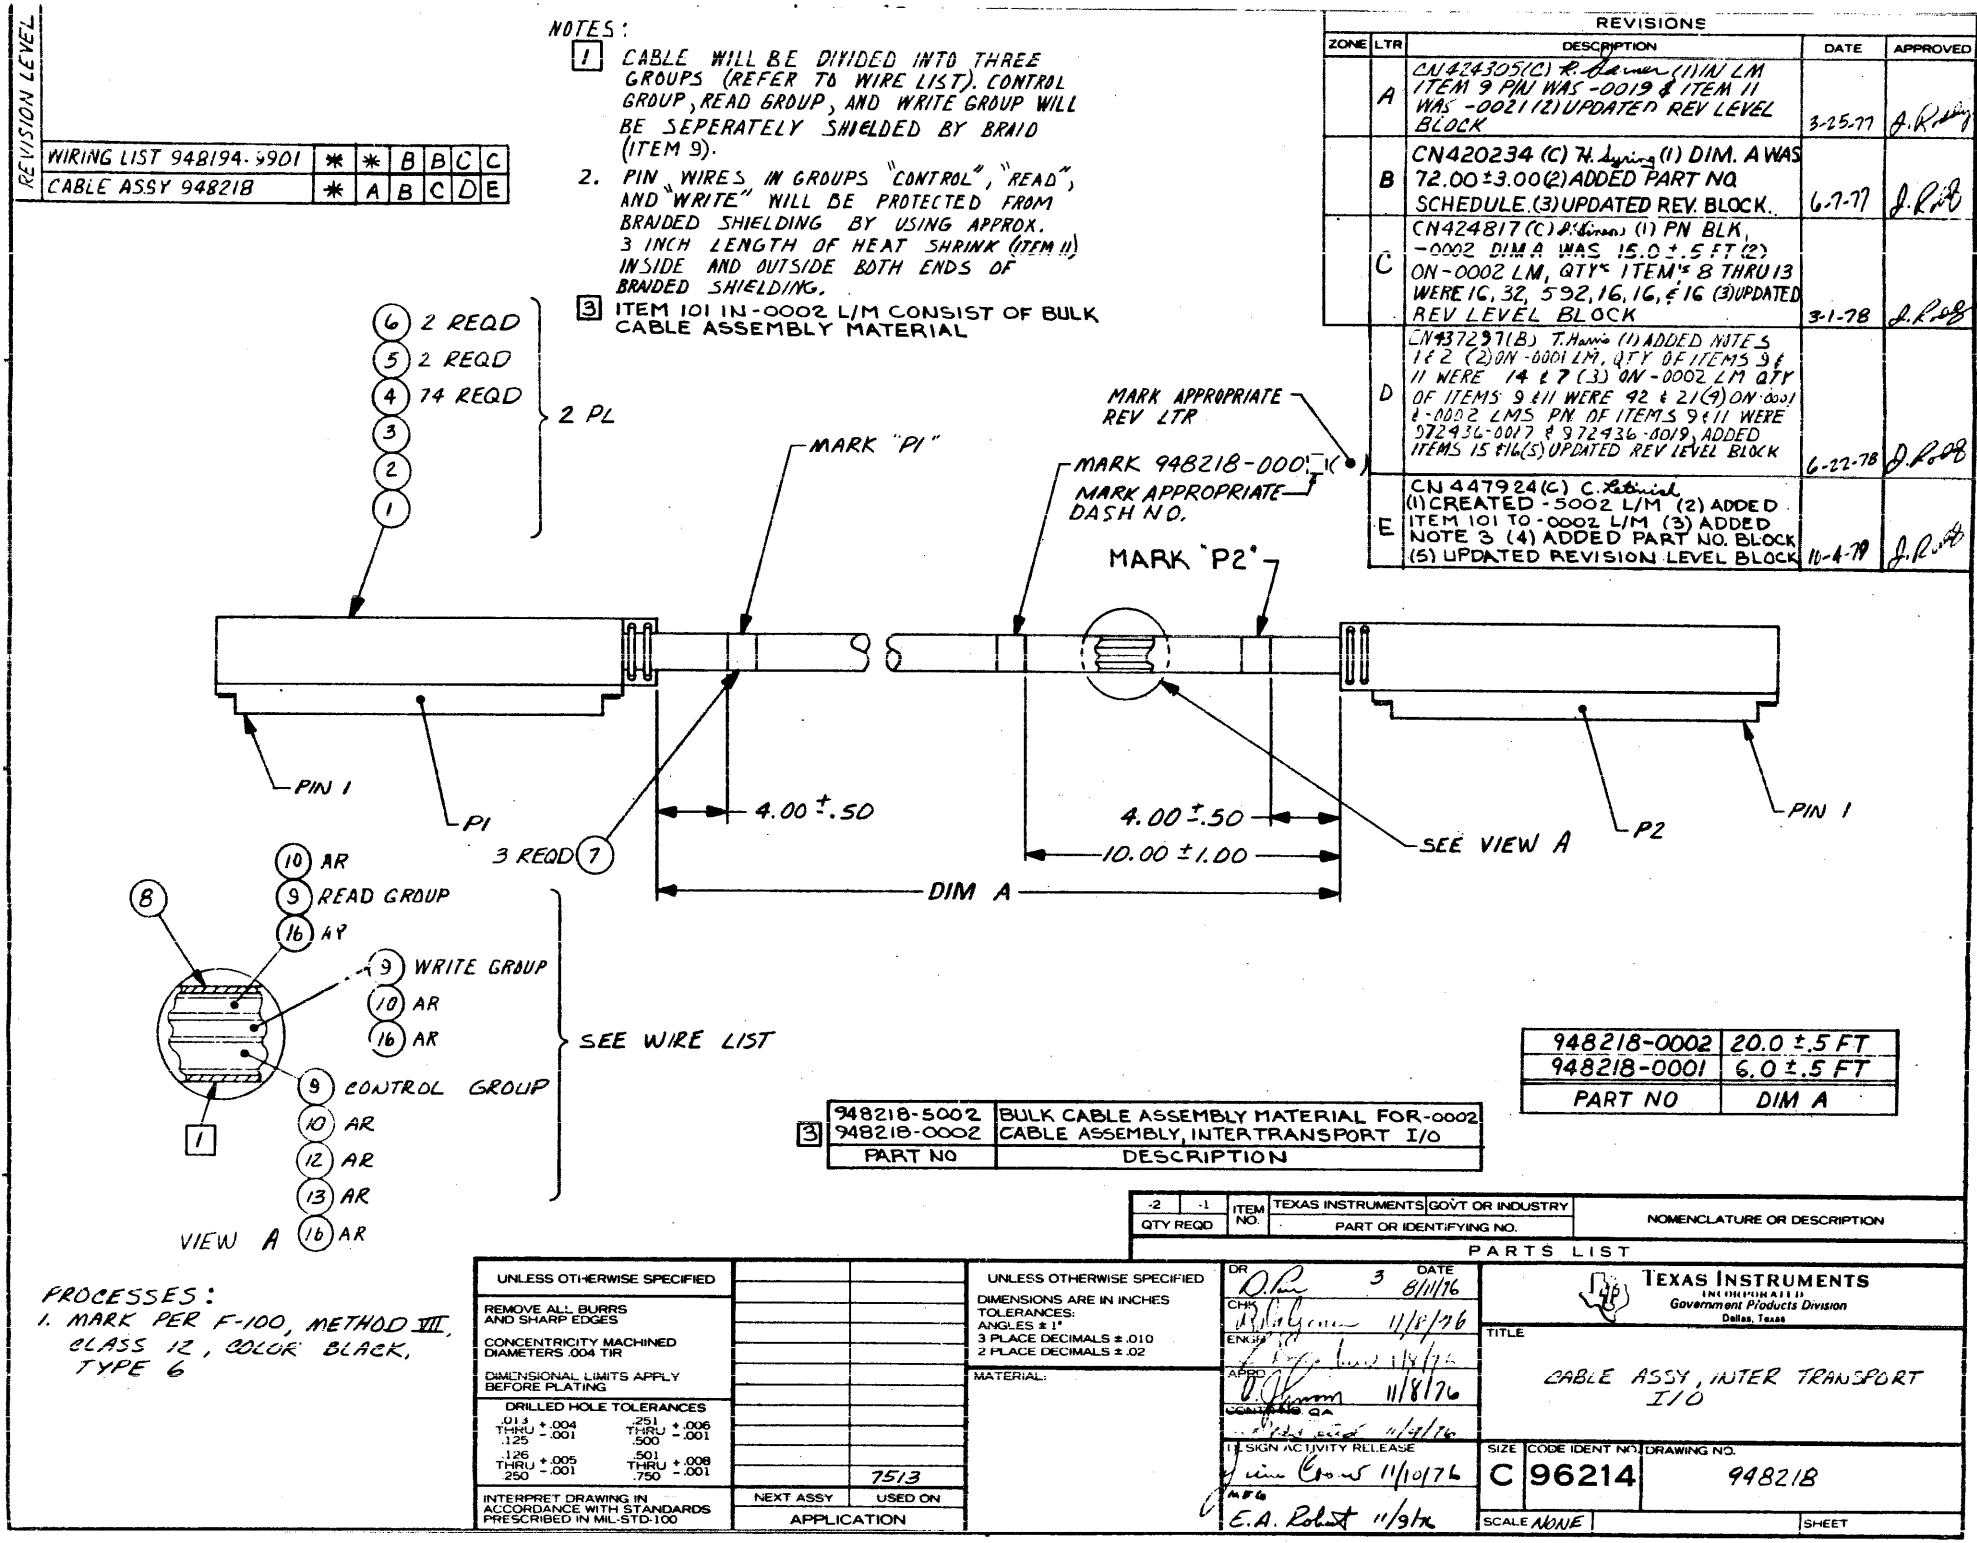 REVISION LEVEL
WIRING LIST 948194-9901 * * B B C C
CABLE ASSY 948218 * A B C D E
NOTES:
1 CABLE WILL BE DIVIDED INTO THREE
GROUPS (REFER TO WIRE LIST). CONTROL
GROUP, READ GROUP, AND WRITE GROUP WILL
BE SEPERATELY SHIELDED BY BRAID
(ITEM 9).
2. PIN WIRES IN GROUPS "CONTROL", "READ",
AND "WRITE" WILL BE PROTECTED FROM
BRAIDED SHIELDING BY USING APPROX.
3 INCH LENGTH OF HEAT SHRINK (ITEM 11)
INSIDE AND OUTSIDE BOTH ENDS OF
BRAIDED SHIELDING.
3 ITEM 101 IN -0002 L/M CONSIST OF BULK
CABLE ASSEMBLY MATERIAL
REVISIONS
ZONE LTR DESCRIPTION DATE APPROVED
A CN424305(C) R. (1) IN LM
ITEM 9 P/N WAS -0019 & ITEM 11
WAS -0021 (2) UPDATED REV LEVEL
BLOCK 3-25-77
B CN420234 (C) H. (1) DIM. A WAS
72.00 ±3.00 (2) ADDED PART NO.
SCHEDULE. (3) UPDATED REV. BLOCK. 6-7-77
C CN424817 (C) (1) PN BLK,
-0002 DIM A WAS 15.0 ± .5 FT (2)
ON -0002 LM, QTYS ITEM'S 8 THRU 13
WERE 16, 32, 592, 16, 16, & 16 (3) UPDATED
REV LEVEL BLOCK 3-1-78
D CN437297(B) T. Harris (1) ADDED NOTES
1 & 2 (2) ON -0001 LM, QTY OF ITEMS 9 &
11 WERE 14 & 7 (3) ON -0002 LM QTY
OF ITEMS 9 & 11 WERE 42 & 21 (4) ON -0001
& -0002 LMS PN OF ITEMS 9 & 11 WERE
972436-0017 & 972436-0019, ADDED
ITEMS 15 & 16 (5) UPDATED REV LEVEL BLOCK 6-22-78
E CN 447924 (C) C.
(1) CREATED -5002 L/M (2) ADDED
ITEM 101 TO -0002 L/M (3) ADDED
NOTE 3 (4) ADDED PART NO. BLOCK
(5) UPDATED REVISION LEVEL BLOCK 10-4-79
6 2 REQD
5 2 REQD
4 74 REQD
3
2
1
2 PL
MARK "P1"
MARK APPROPRIATE
REV LTR
MARK 948218-000 ( )
MARK APPROPRIATE
DASH NO.
MARK "P2"
PIN 1
P1
4.00 ±.50
3 REQD 7
4.00 ±.50
10.00 ±1.00
DIM A
SEE VIEW A
P2
PIN 1
10 AR
9 READ GROUP
16 AR
8
9 WRITE GROUP
10 AR
16 AR
SEE WIRE LIST
9 CONTROL GROUP
10 AR
12 AR
13 AR
16 AR
1
VIEW A
948218-0002 20.0 ±.5 FT
948218-0001 6.0 ±.5 FT
PART NO DIM A
948218-5002 BULK CABLE ASSEMBLY MATERIAL FOR -0002
3 948218-0002 CABLE ASSEMBLY, INTERTRANSPORT I/O
PART NO DESCRIPTION
PROCESSES:
1. MARK PER F-100, METHOD VII,
CLASS 12, COLOR BLACK,
TYPE 6
-2 -1 ITEM NO. TEXAS INSTRUMENTS GOVT OR INDUSTRY
QTY REQD PART OR IDENTIFYING NO. NOMENCLATURE OR DESCRIPTION
PARTS LIST
UNLESS OTHERWISE SPECIFIED
REMOVE ALL BURRS
AND SHARP EDGES
CONCENTRICITY MACHINED
DIAMETERS .004 TIR
DIMENSIONAL LIMITS APPLY
BEFORE PLATING
DRILLED HOLE TOLERANCES
.013 THRU .125 +.004 -.001 .251 THRU .500 +.006 -.001
.126 THRU .250 +.005 -.001 .501 THRU .750 +.008 -.001
INTERPRET DRAWING IN
ACCORDANCE WITH STANDARDS
PRESCRIBED IN MIL-STD-100
7513
NEXT ASSY USED ON
APPLICATION
UNLESS OTHERWISE SPECIFIED
DIMENSIONS ARE IN INCHES
TOLERANCES:
ANGLES ± 1°
3 PLACE DECIMALS ± .010
2 PLACE DECIMALS ± .02
MATERIAL:
DR 3 DATE 8/11/76
CHK 11/8/76
ENGR
APPD 11/8/76
QA
DESIGN ACTIVITY RELEASE
11/10/76
MFG
E.A. Robert 11/9/76
TEXAS INSTRUMENTS
INCORPORATED
Government Products Division
Dallas, Texas
TITLE
CABLE ASSY, INTER TRANSPORT
I/O
SIZE CODE IDENT NO. DRAWING NO.
C 96214 948218
SCALE NONE SHEET